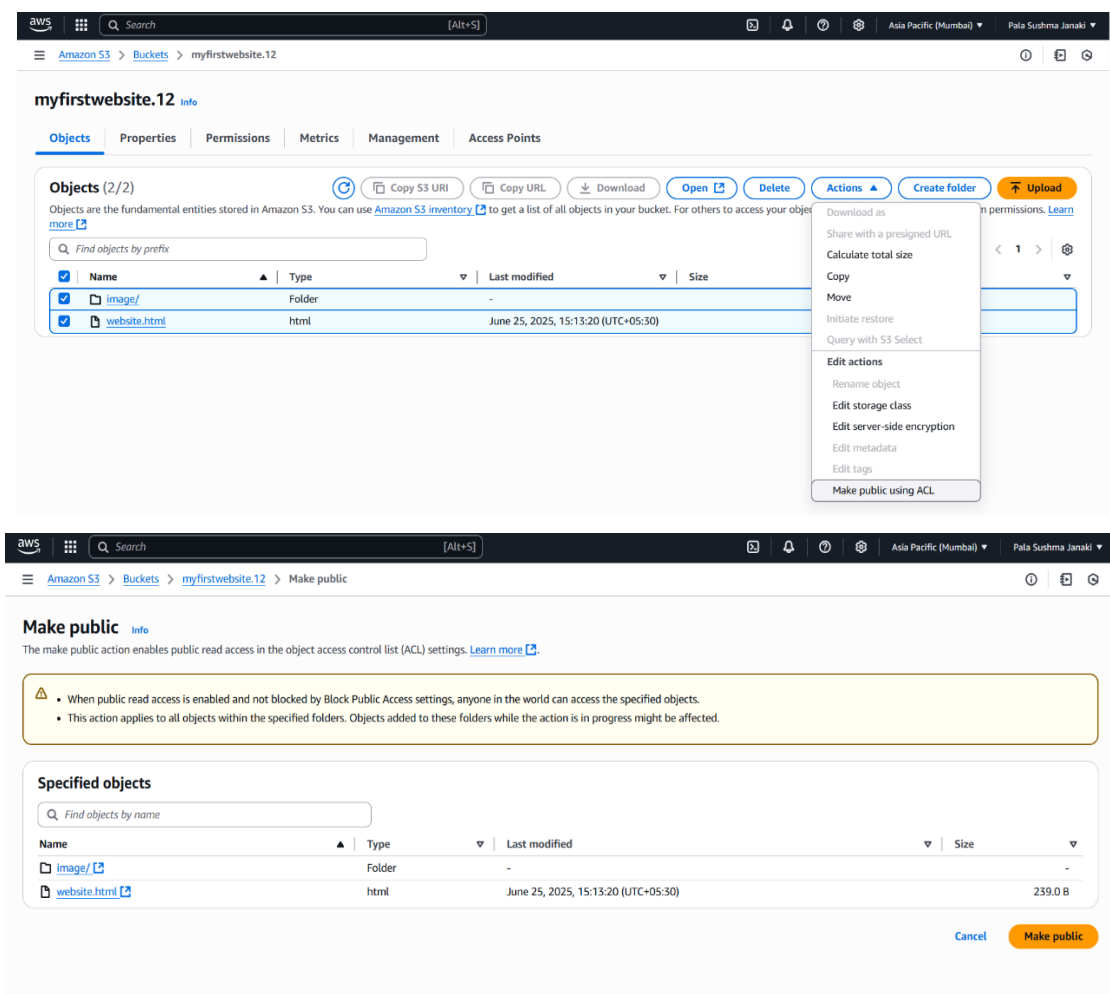 aws Search [Alt+S] Asia Pacific (Mumbai) Pala Sushma Janaki
Amazon S3 > Buckets > myfirstwebsite.12
myfirstwebsite.12 Info
Objects Properties Permissions Metrics Management Access Points
Objects (2/2) Copy S3 URI Copy URL Download Open Delete Actions Create folder Upload
Objects are the fundamental entities stored in Amazon S3. You can use Amazon S3 inventory to get a list of all objects in your bucket. For others to access your obje n permissions. Learn
more
Find objects by prefix 1
Name Type Last modified Size
image/ Folder -
website.html html June 25, 2025, 15:13:20 (UTC+05:30)
Download as
Share with a presigned URL
Calculate total size
Copy
Move
Initiate restore
Query with S3 Select
Edit actions
Rename object
Edit storage class
Edit server-side encryption
Edit metadata
Edit tags
Make public using ACL
aws Search [Alt+S] Asia Pacific (Mumbai) Pala Sushma Janaki
Amazon S3 > Buckets > myfirstwebsite.12 > Make public
Make public Info
The make public action enables public read access in the object access control list (ACL) settings. Learn more.
• When public read access is enabled and not blocked by Block Public Access settings, anyone in the world can access the specified objects.
• This action applies to all objects within the specified folders. Objects added to these folders while the action is in progress might be affected.
Specified objects
Find objects by name
Name Type Last modified Size
image/ Folder - -
website.html html June 25, 2025, 15:13:20 (UTC+05:30) 239.0 B
Cancel Make public